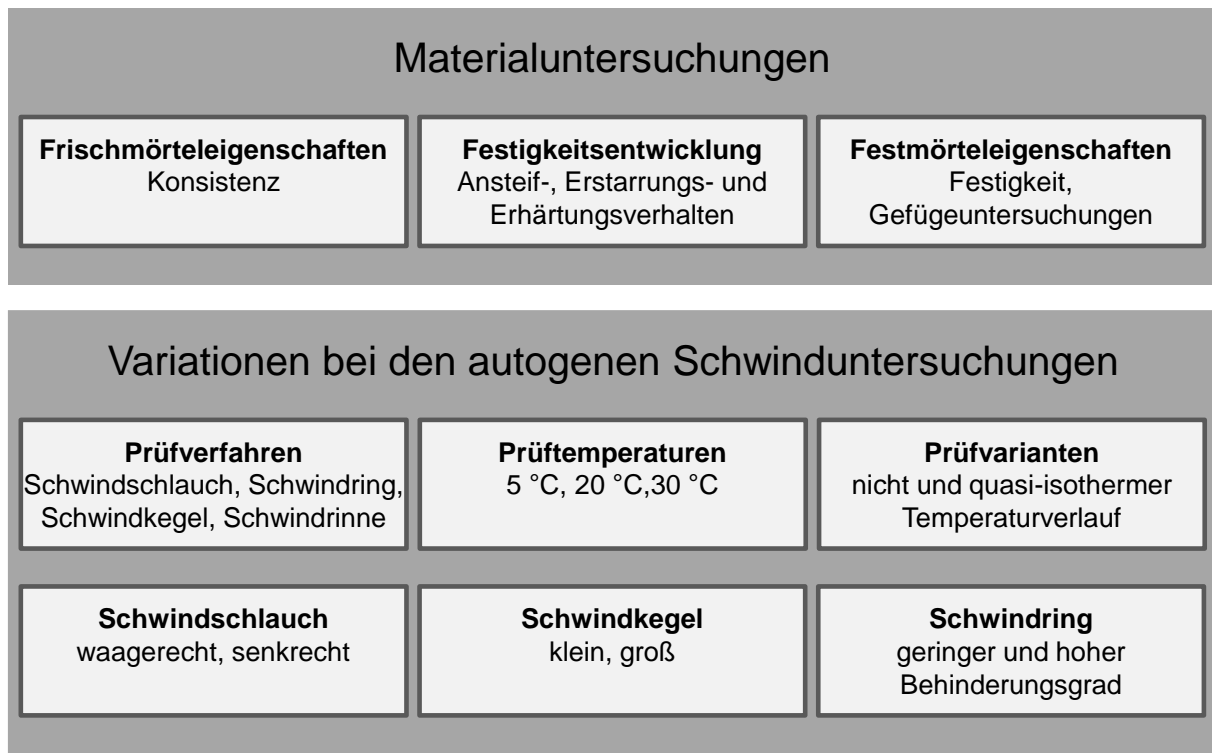 Materialuntersuchungen
Frischmörteleigenschaften
Konsistenz
Festigkeitsentwicklung
Ansteif-, Erstarrungs- und
Erhärtungsverhalten
Festmörteleigenschaften
Festigkeit,
Gefügeuntersuchungen
Variationen bei den autogenen Schwinduntersuchungen
Prüfverfahren
Schwindschlauch, Schwindring,
Schwindkegel, Schwindrinne
Prüftemperaturen
5 °C, 20 °C,30 °C
Prüfvarianten
nicht und quasi-isothermer
Temperaturverlauf
Schwindschlauch
waagerecht, senkrecht
Schwindkegel
klein, groß
Schwindring
geringer und hoher
Behinderungsgrad